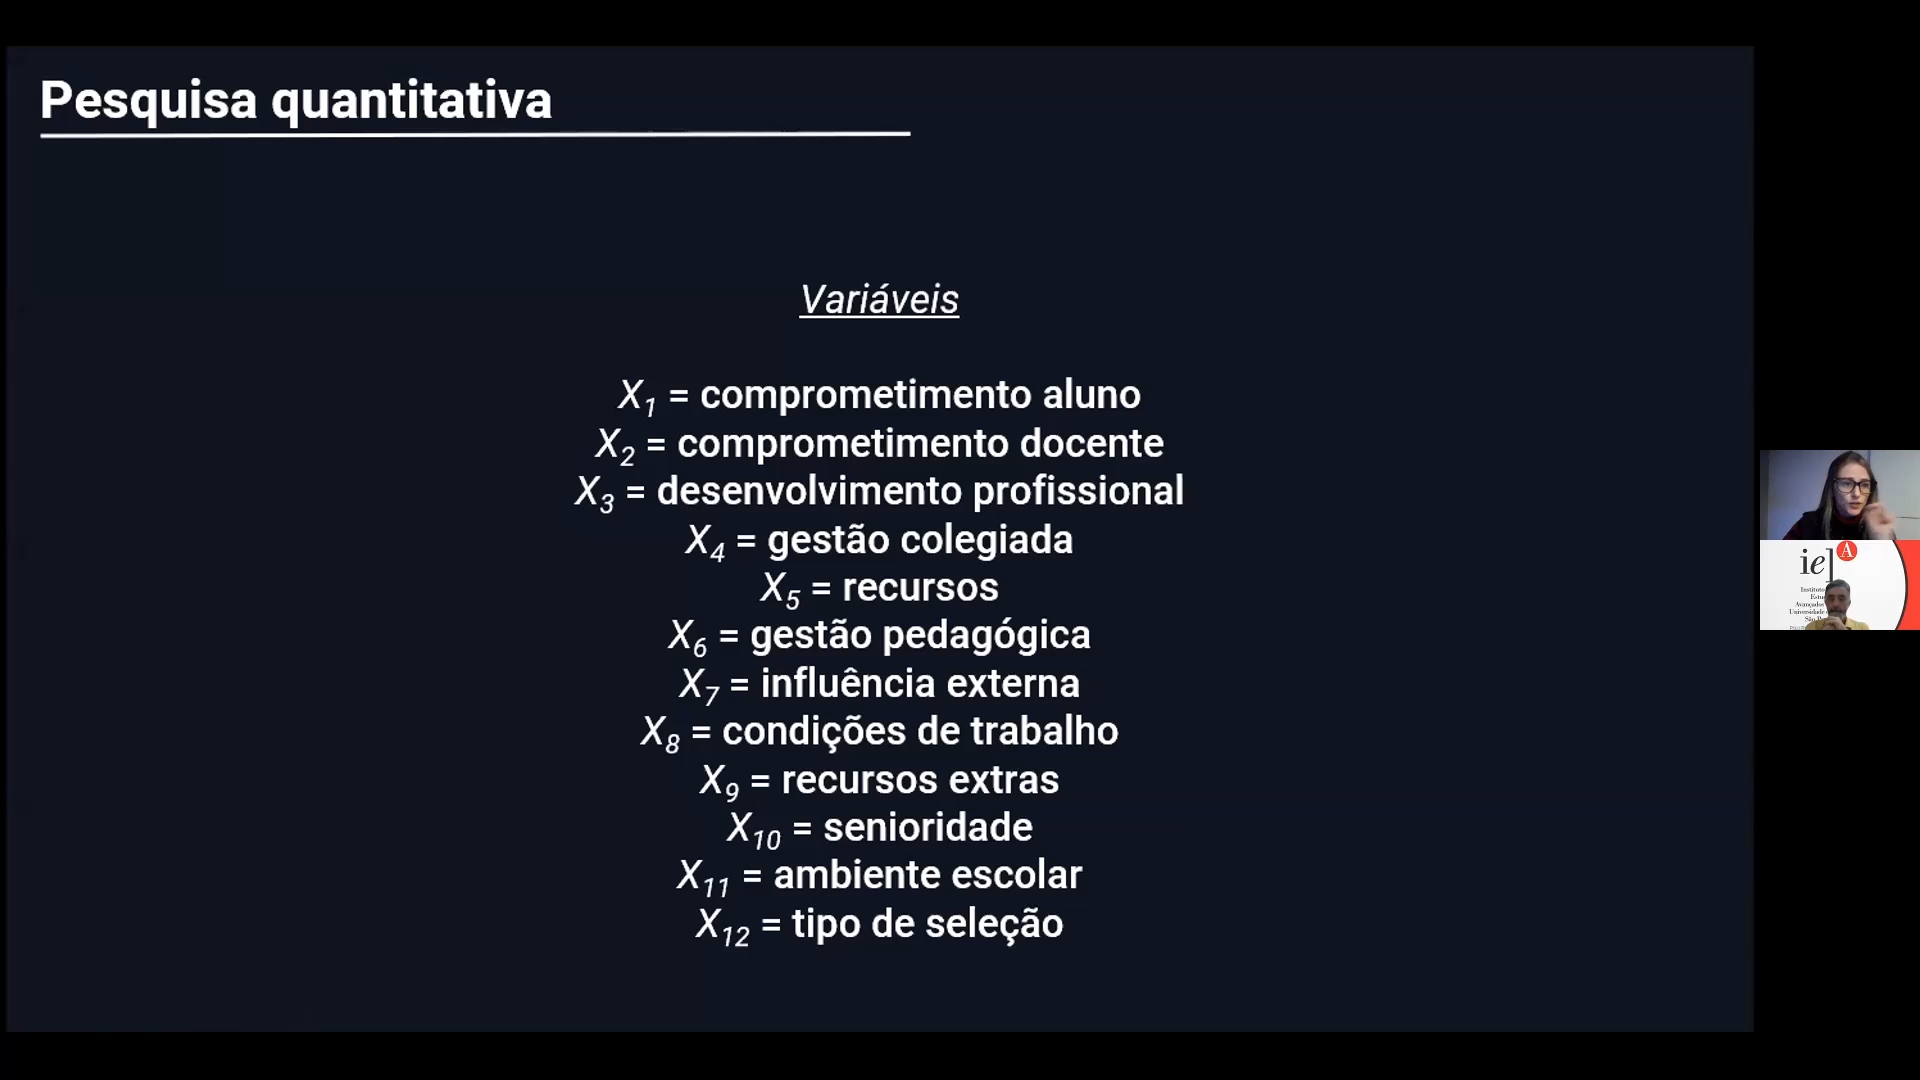 Pesquisa quantitativa
Variáveis
X1 = comprometimento aluno
X2 = comprometimento docente
X3 = desenvolvimento profissional
X4 = gestão colegiada
X5 = recursos
X6 = gestão pedagógica
X7 = influência externa
X8 = condições de trabalho
X9 = recursos extras
X10 = senioridade
X11 = ambiente escolar
X12 = tipo de seleção
ie] A
Avançados
Universidade